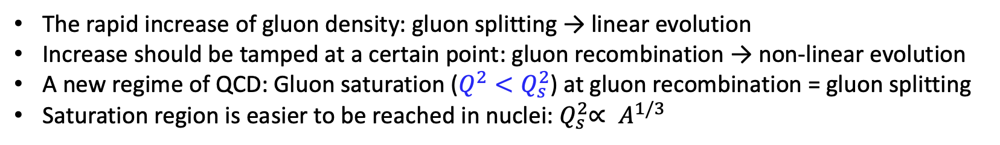 • The rapid increase of gluon density: gluon splitting → linear evolution
• Increase should be tamped at a certain point: gluon recombination → non-linear evolution
• A new regime of QCD: Gluon saturation (Q² < Qₛ²) at gluon recombination = gluon splitting
• Saturation region is easier to be reached in nuclei: Qₛ² ∝ A^{1/3}